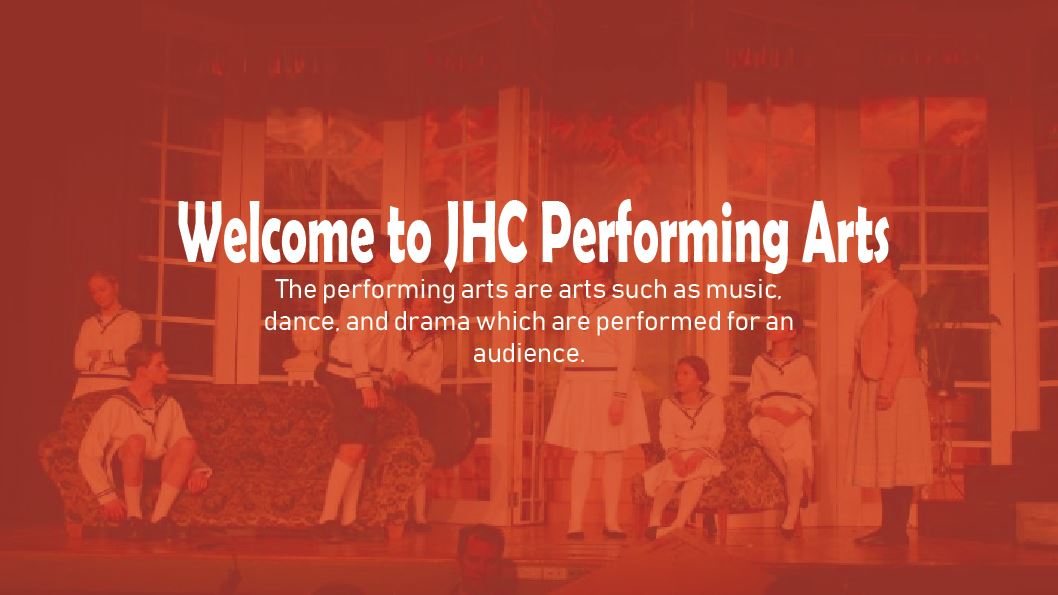 Welcome to JHC Performing Arts
The performing arts are arts such as music,
dance, and drama which are performed for an
audience.